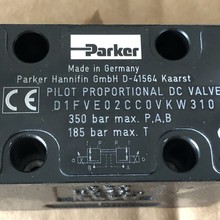 Parker
Made in Germany
Parker Hannifin GmbH D-41564 Kaarst
CE PILOT PROPORTIONAL DC VALVE
D1FVE02CC0VKW310
350 bar max. P,A,B
185 bar max. T